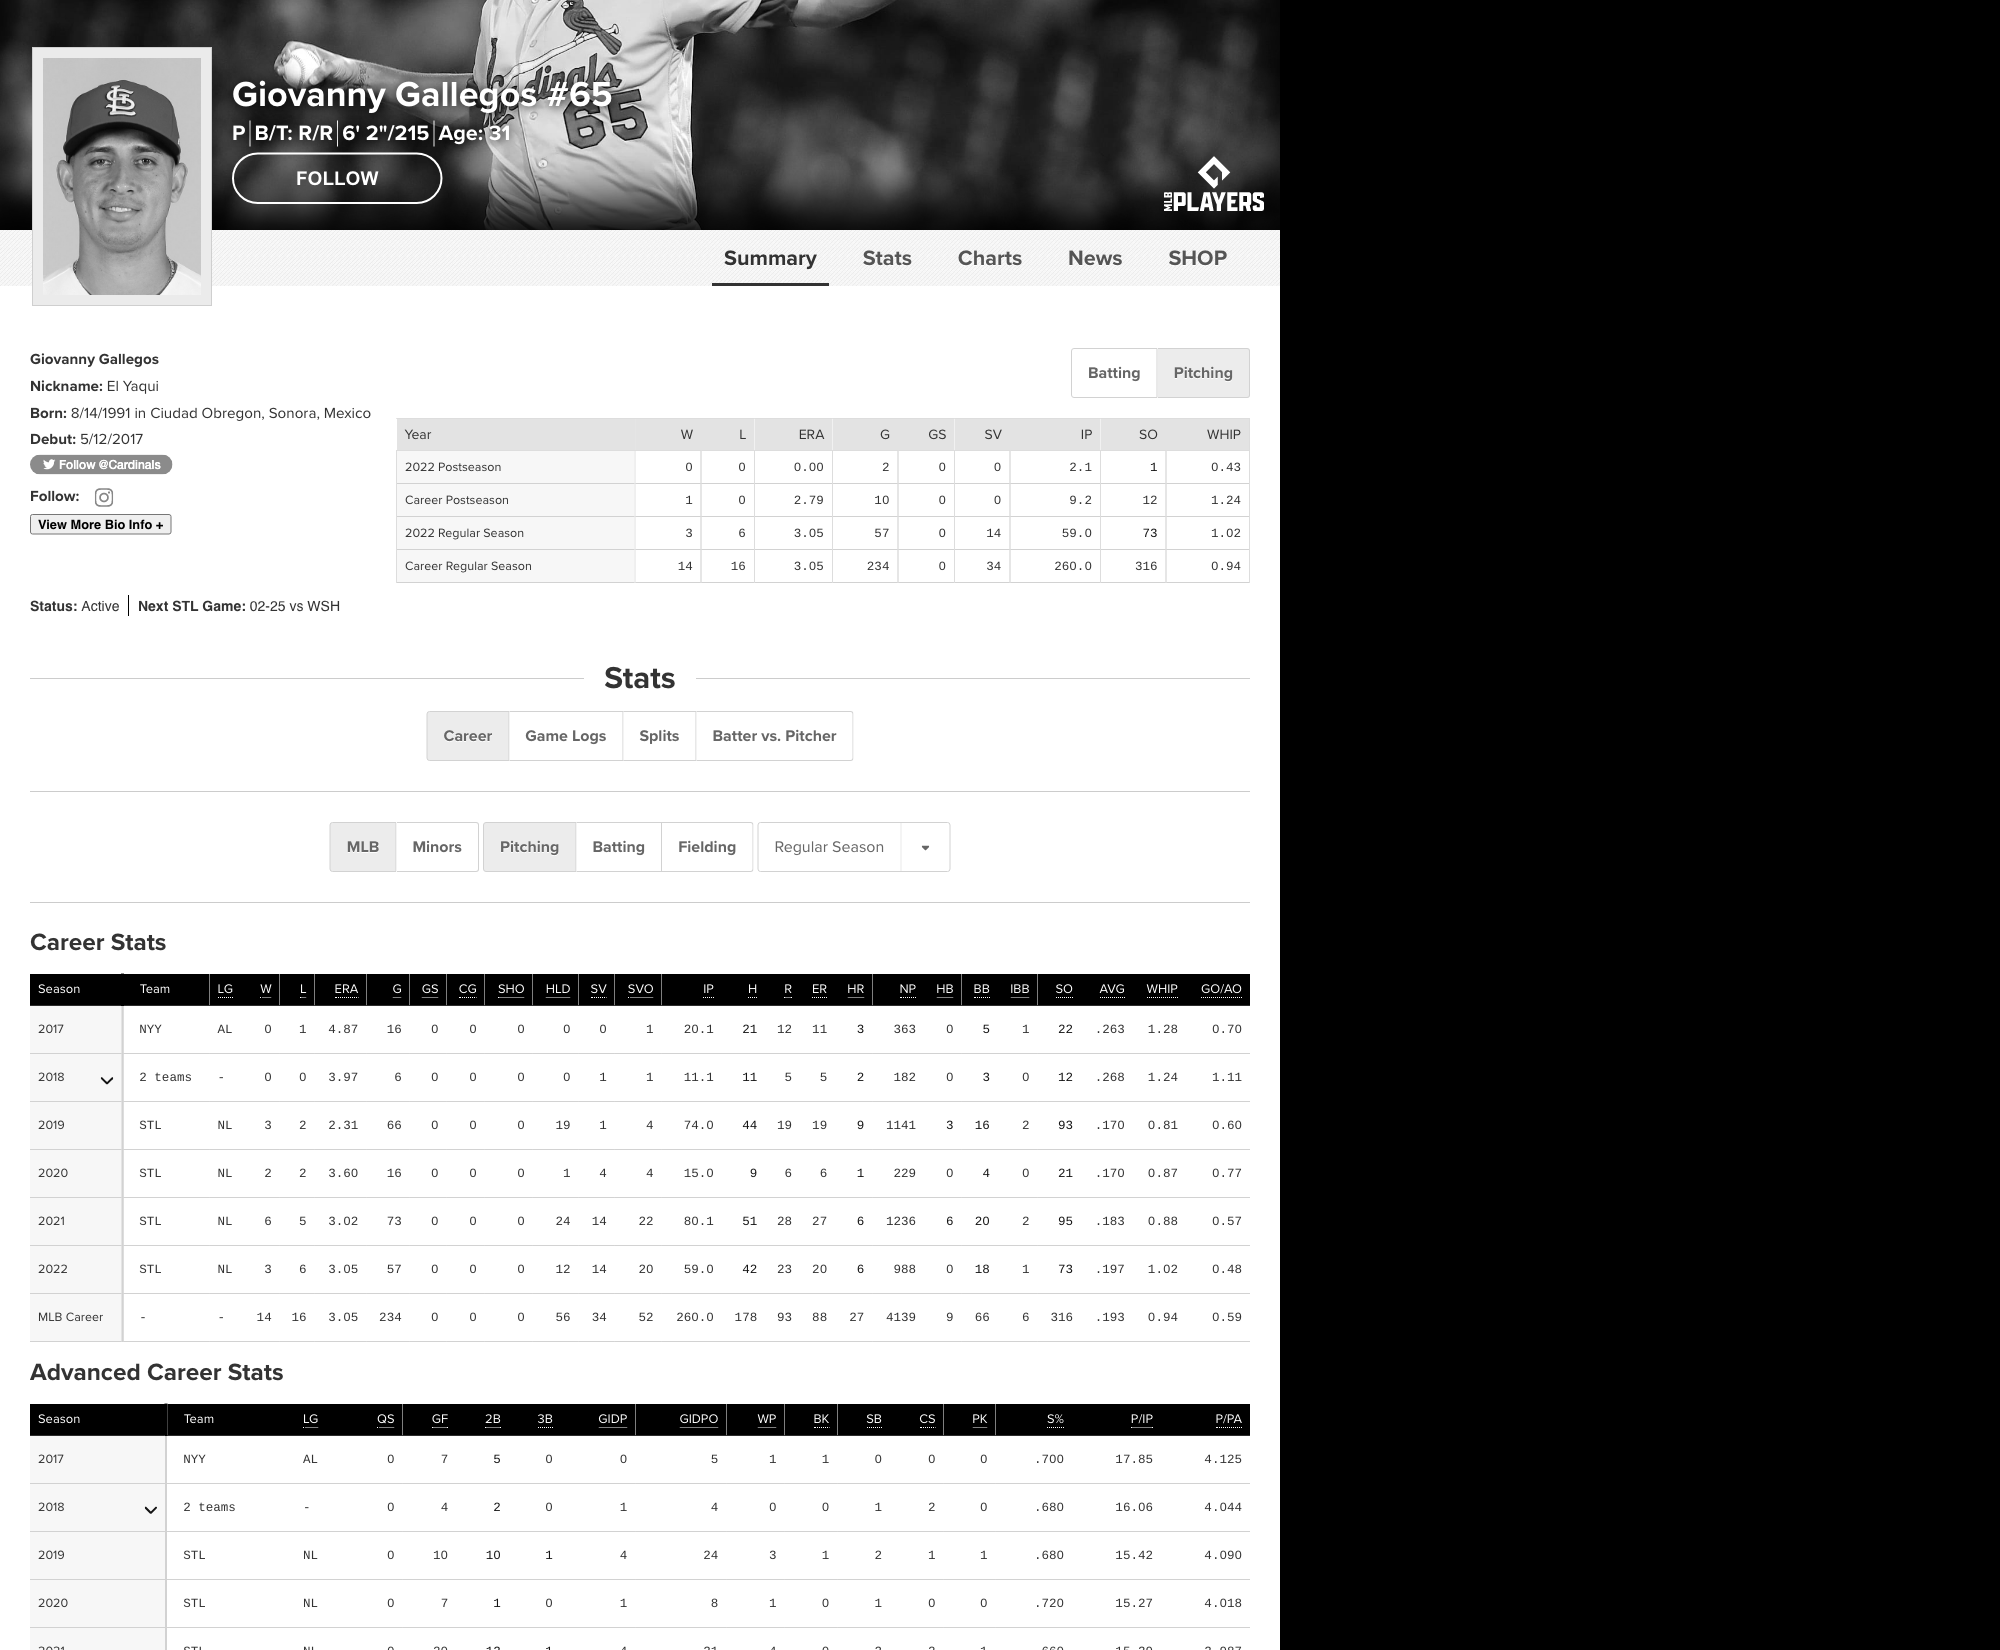 Cardinals
65
Giovanny Gallegos #65
P B/T: R/R 6' 2"/215 Age: 31
FOLLOW
MLB PLAYERS
Summary Stats Charts News SHOP
Giovanny Gallegos
Nickname: El Yaqui
Born: 8/14/1991 in Ciudad Obregon, Sonora, Mexico
Debut: 5/12/2017
Follow @Cardinals
Follow:
View More Bio Info +
Batting Pitching
Year W L ERA G GS SV IP SO WHIP
2022 Postseason 0 0 0.00 2 0 0 2.1 1 0.43
Career Postseason 1 0 2.79 10 0 0 9.2 12 1.24
2022 Regular Season 3 6 3.05 57 0 14 59.0 73 1.02
Career Regular Season 14 16 3.05 234 0 34 260.0 316 0.94
Status: Active Next STL Game: 02-25 vs WSH
Stats
Career Game Logs Splits Batter vs. Pitcher
MLB Minors Pitching Batting Fielding Regular Season
Career Stats
Season Team LG W L ERA G GS CG SHO HLD SV SVO IP H R ER HR NP HB BB IBB SO AVG WHIP GO/AO
2017 NYY AL 0 1 4.87 16 0 0 0 0 0 1 20.1 21 12 11 3 363 0 5 1 22 .263 1.28 0.70
2018 2 teams - 0 0 3.97 6 0 0 0 0 1 1 11.1 11 5 5 2 182 0 3 0 12 .268 1.24 1.11
2019 STL NL 3 2 2.31 66 0 0 0 19 1 4 74.0 44 19 19 9 1141 3 16 2 93 .170 0.81 0.60
2020 STL NL 2 2 3.60 16 0 0 0 1 4 4 15.0 9 6 6 1 229 0 4 0 21 .170 0.87 0.77
2021 STL NL 6 5 3.02 73 0 0 0 24 14 22 80.1 51 28 27 6 1236 6 20 2 95 .183 0.88 0.57
2022 STL NL 3 6 3.05 57 0 0 0 12 14 20 59.0 42 23 20 6 988 0 18 1 73 .197 1.02 0.48
MLB Career - - 14 16 3.05 234 0 0 0 56 34 52 260.0 178 93 88 27 4139 9 66 6 316 .193 0.94 0.59
Advanced Career Stats
Season Team LG QS GF 2B 3B GIDP GIDPO WP BK SB CS PK S% P/IP P/PA
2017 NYY AL 0 7 5 0 0 5 1 1 0 0 0 .700 17.85 4.125
2018 2 teams - 0 4 2 0 1 4 0 0 1 2 0 .680 16.06 4.044
2019 STL NL 0 10 10 1 4 24 3 1 2 1 1 .680 15.42 4.090
2020 STL NL 0 7 1 0 1 8 1 0 1 0 0 .720 15.27 4.018